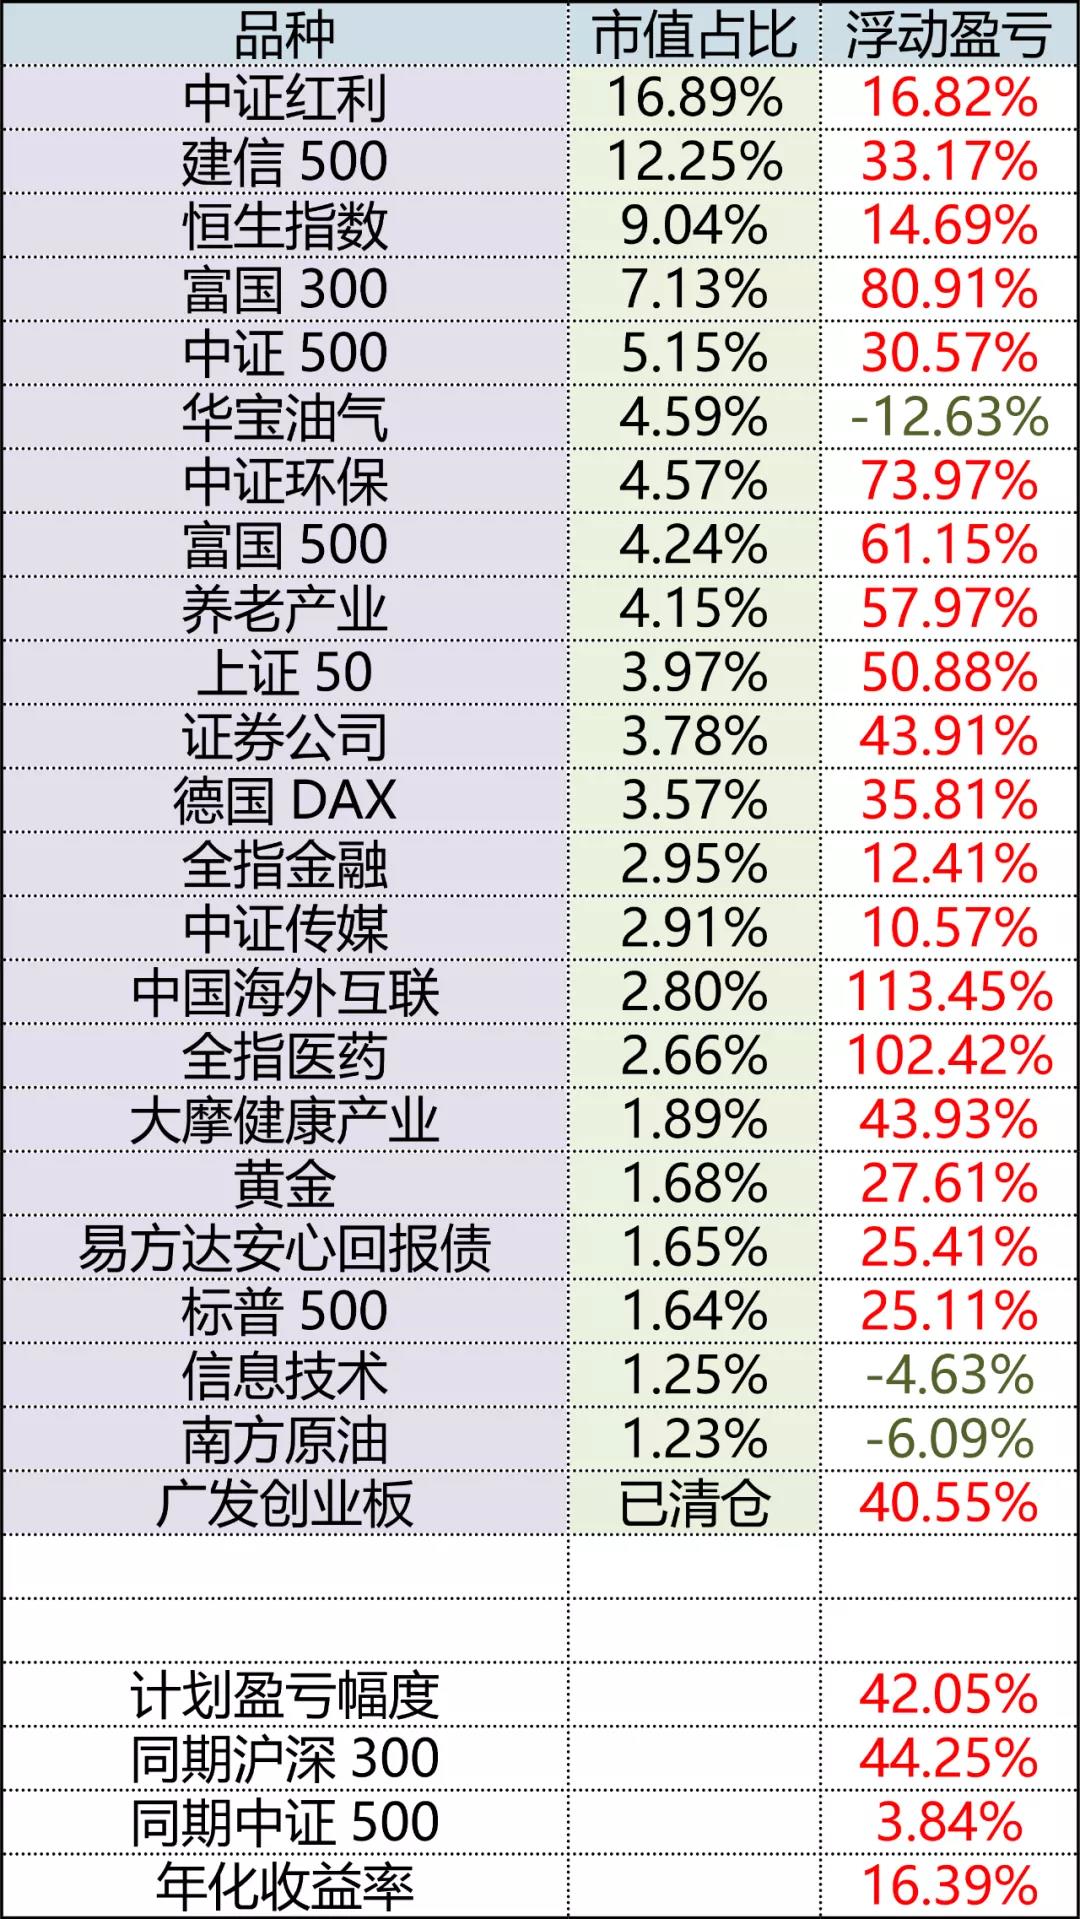 品种 市值占比 浮动盈亏
中证红利 16.89% 16.82%
建信 500 12.25% 33.17%
恒生指数 9.04% 14.69%
富国 300 7.13% 80.91%
中证 500 5.15% 30.57%
华宝油气 4.59% -12.63%
中证环保 4.57% 73.97%
富国 500 4.24% 61.15%
养老产业 4.15% 57.97%
上证 50 3.97% 50.88%
证券公司 3.78% 43.91%
德国 DAX 3.57% 35.81%
全指金融 2.95% 12.41%
中证传媒 2.91% 10.57%
中国海外互联 2.80% 113.45%
全指医药 2.66% 102.42%
大摩健康产业 1.89% 43.93%
黄金 1.68% 27.61%
易方达安心回报债 1.65% 25.41%
标普 500 1.64% 25.11%
信息技术 1.25% -4.63%
南方原油 1.23% -6.09%
广发创业板 已清仓 40.55%
计划盈亏幅度 42.05%
同期沪深 300 44.25%
同期中证 500 3.84%
年化收益率 16.39%